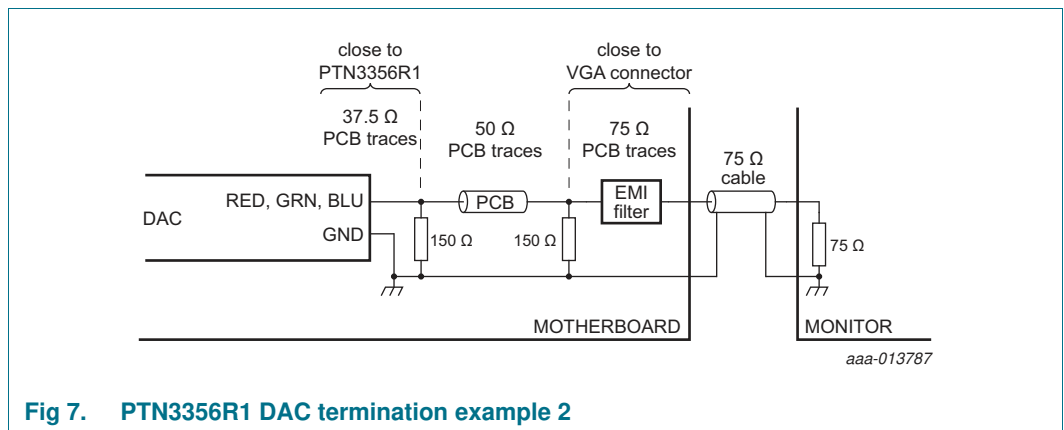 close to
PTN3356R1
close to
VGA connector
37.5 Ω
PCB traces
50 Ω
PCB traces
75 Ω
PCB traces
75 Ω
cable
DAC
RED, GRN, BLU
GND
PCB
EMI
filter
150 Ω
150 Ω
75 Ω
MOTHERBOARD
MONITOR
aaa-013787
Fig 7. PTN3356R1 DAC termination example 2